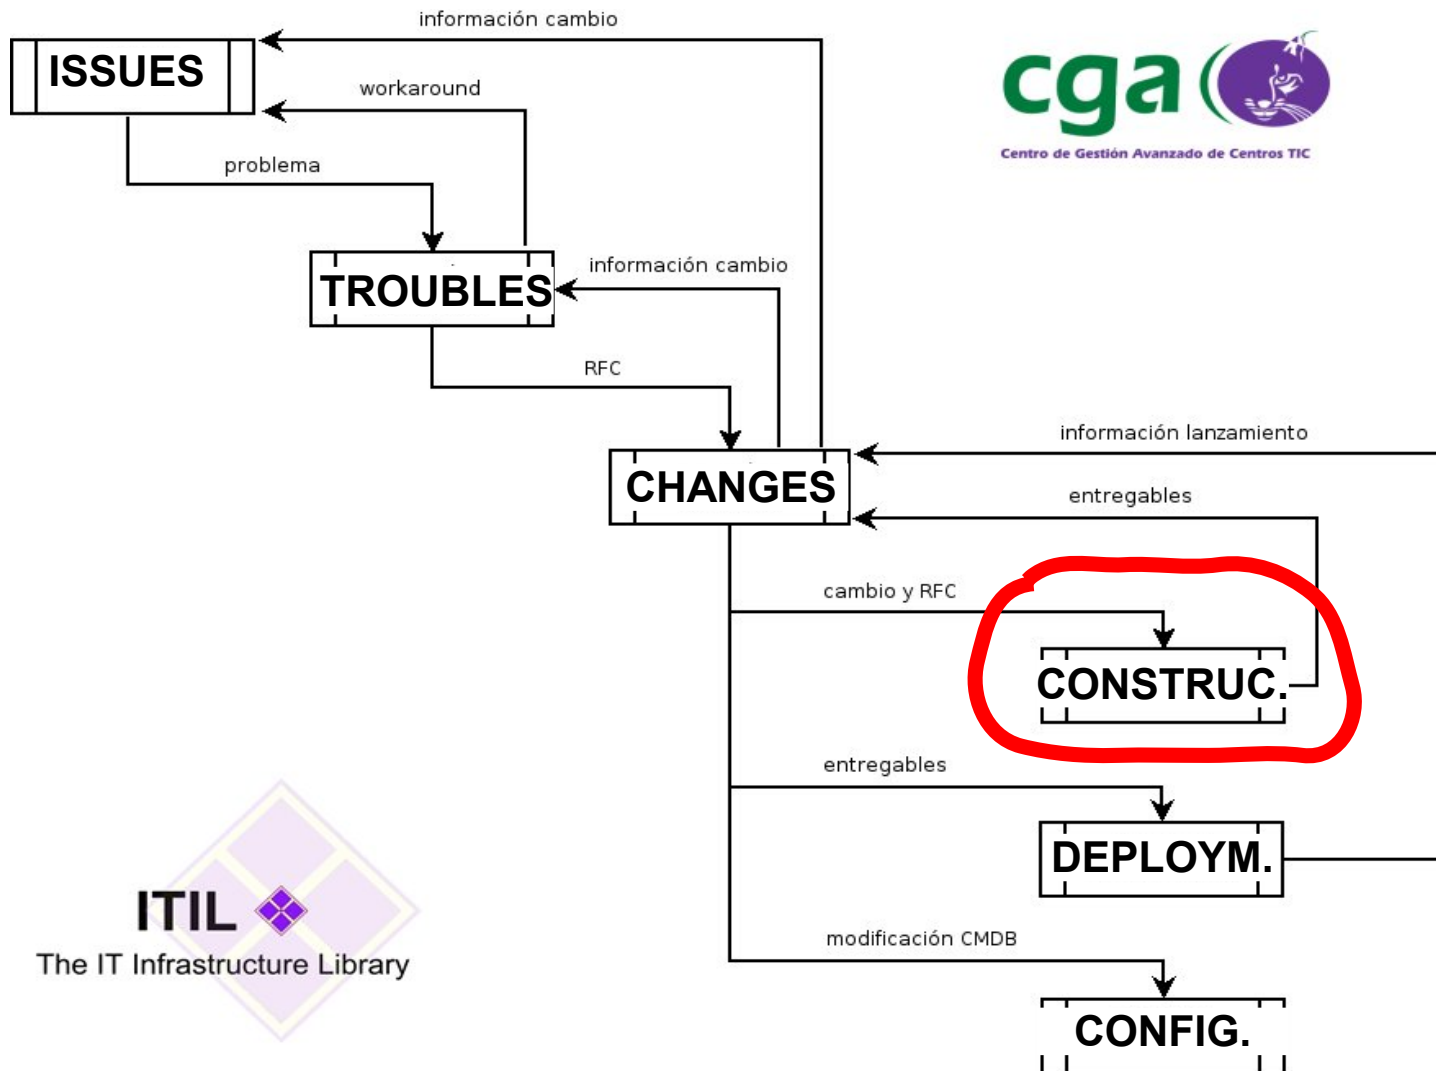 información cambio
ISSUES
workaround
cga
Centro de Gestión Avanzado de Centros TIC
problema
TROUBLES
información cambio
RFC
información lanzamiento
CHANGES
entregables
cambio y RFC
CONSTRUC.
entregables
DEPLOYM.
ITIL
The IT Infrastructure Library
modificación CMDB
CONFIG.